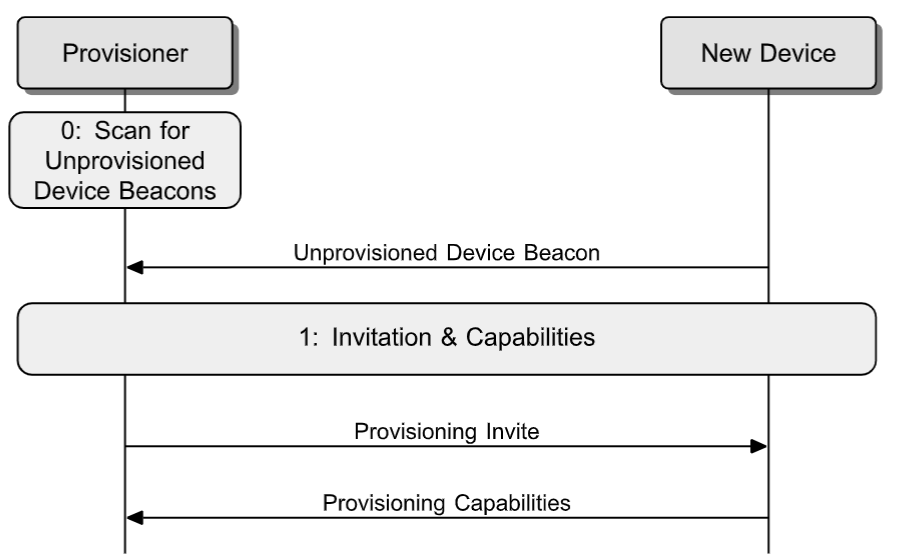 Provisioner
New Device
0: Scan for
Unprovisioned
Device Beacons
Unprovisioned Device Beacon
1: Invitation & Capabilities
Provisioning Invite
Provisioning Capabilities